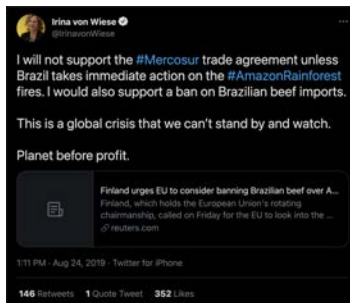 Irina von Wiese
@IrinavonWiese
I will not support the #Mercosur trade agreement unless
Brazil takes immediate action on the #AmazonRainforest
fires. I would also support a ban on Brazilian beef imports.
This is a global crisis that we can't stand by and watch.
Planet before profit.
Finland urges EU to consider banning Brazilian beef over A...
Finland, which holds the European Union's rotating
chairmanship, called on Friday for the EU to look into the ...
reuters.com
1:11 PM · Aug 24, 2019 · Twitter for iPhone
146 Retweets 1 Quote Tweet 352 Likes